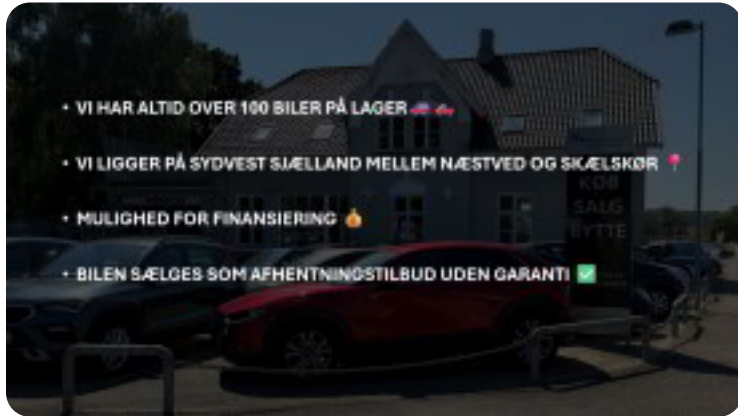 • VI HAR ALTID OVER 100 BILER PÅ LAGER 🚙 🛻
• VI LIGGER PÅ SYDVEST SJÆLLAND MELLEM NÆSTVED OG SKÆLSKØR 📍
• MULIGHED FOR FINANSIERING 💰
• BILEN SÆLGES SOM AFHENTNINGSTILBUD UDEN GARANTI ✅
KØB
SALG
BYTTE